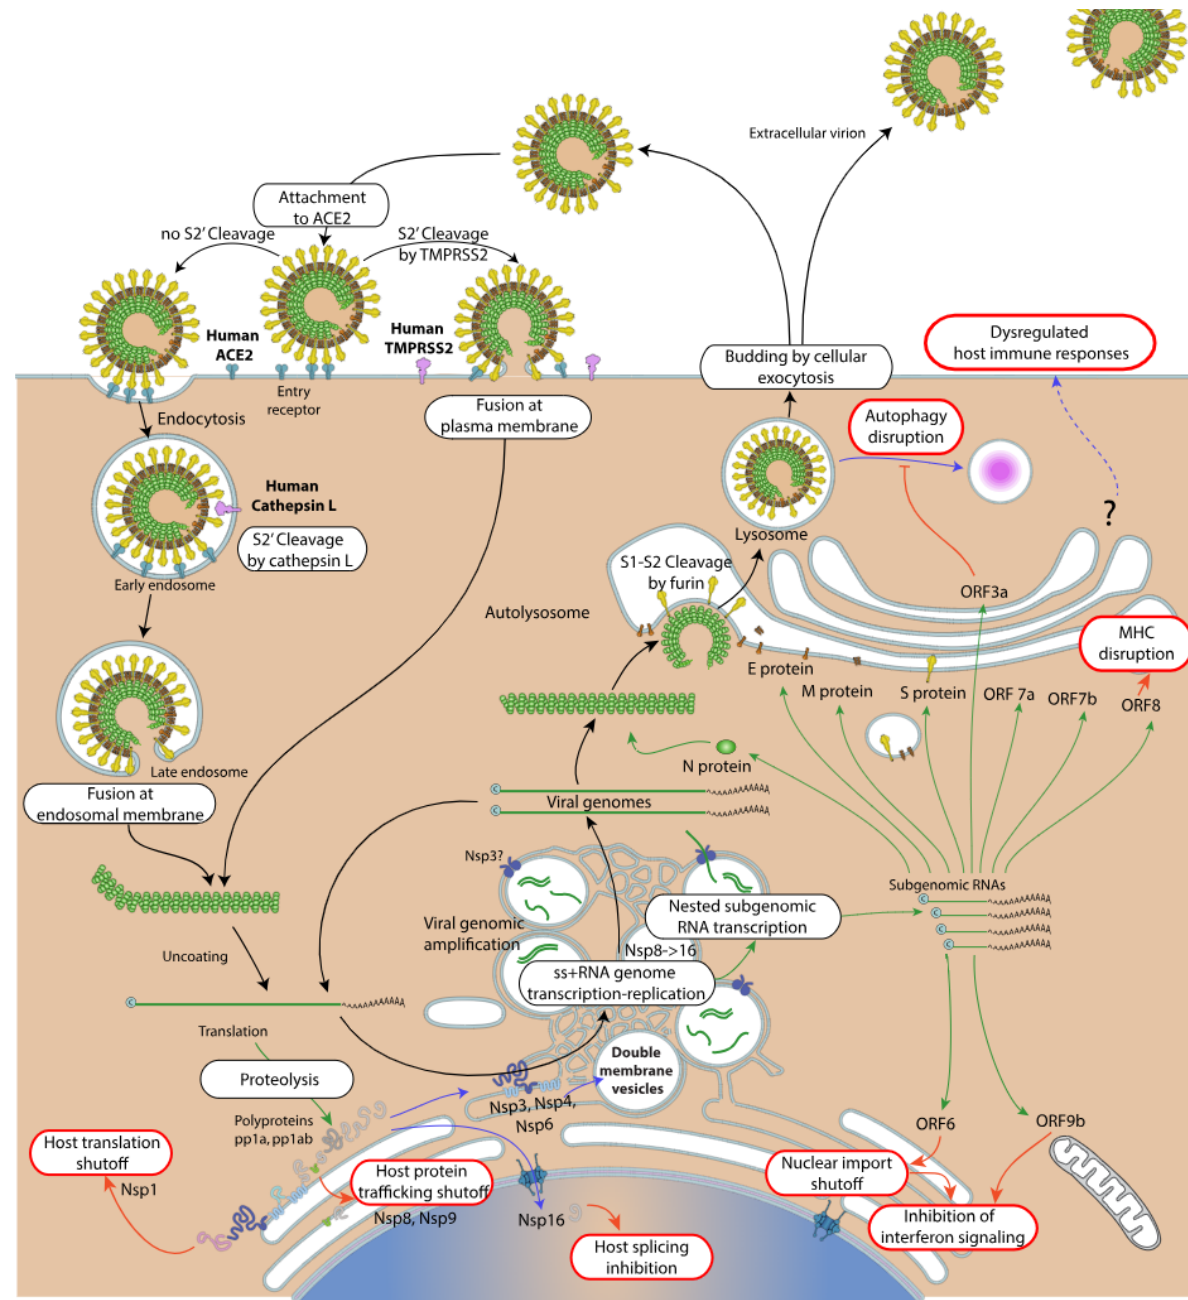 Extracellular virion
Attachment
to ACE2
no S2' Cleavage
S2' Cleavage
by TMPRSS2
Human
ACE2
Human
TMPRSS2
Entry
receptor
Dysregulated
host immune responses
Budding by cellular
exocytosis
Endocytosis
Fusion at
plasma membrane
Autophagy
disruption
Human
Cathepsin L
S2' Cleavage
by cathepsin L
Early endosome
Lysosome
?
S1-S2 Cleavage
by furin
Autolysosome
ORF3a
MHC
disruption
E protein
M protein
S protein
ORF 7a
ORF7b
ORF8
Late endosome
Fusion at
endosomal membrane
N protein
C
Viral genomes
C
Nsp3?
Viral genomic
amplification
Nested subgenomic
RNA transcription
Subgenomic RNAs
C
C
C
C
Nsp8->16
ss+RNA genome
transcription-replication
Uncoating
C
Translation
Proteolysis
Double
membrane
vesicles
Nsp3, Nsp4,
Nsp6
Polyproteins
pp1a, pp1ab
Host translation
shutoff
Nsp1
Host protein
trafficking shutoff
Nsp8, Nsp9
Nsp16
Host splicing
inhibition
ORF6
ORF9b
Nuclear import
shutoff
Inhibition of
interferon signaling